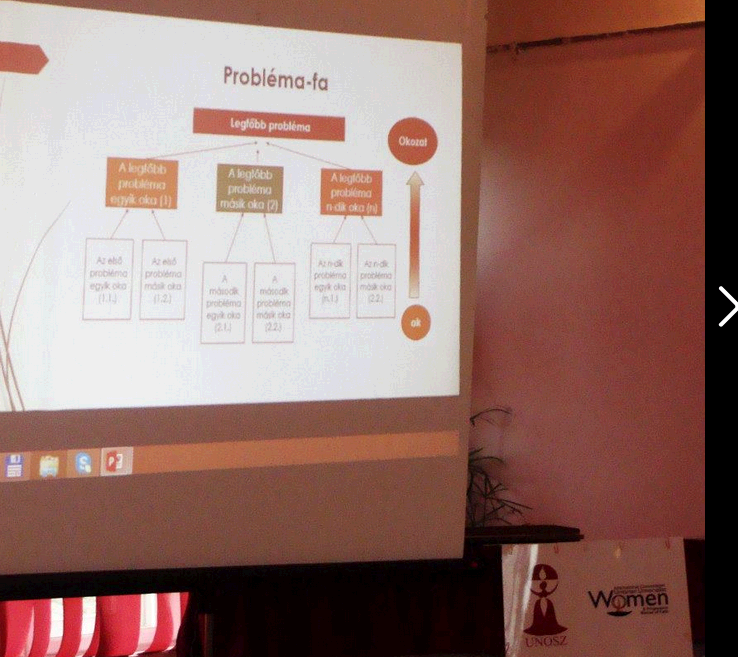 Probléma-fa
Legfőbb probléma
Okozat
A legfőbb
probléma
egyik oka (1)
A legfőbb
probléma
másik oka (2)
A legfőbb
probléma
n-dik oka (n)
Az első
probléma
egyik oka
(1.1.)
Az első
probléma
másik oka
(1.2.)
A
második
probléma
egyik oka
(2.1.)
A
második
probléma
másik oka
(2.2.)
Az n-dik
probléma
egyik oka
(n.1.)
Az n-dik
probléma
másik oka
(2.2.)
ok
UNOSZ
Women